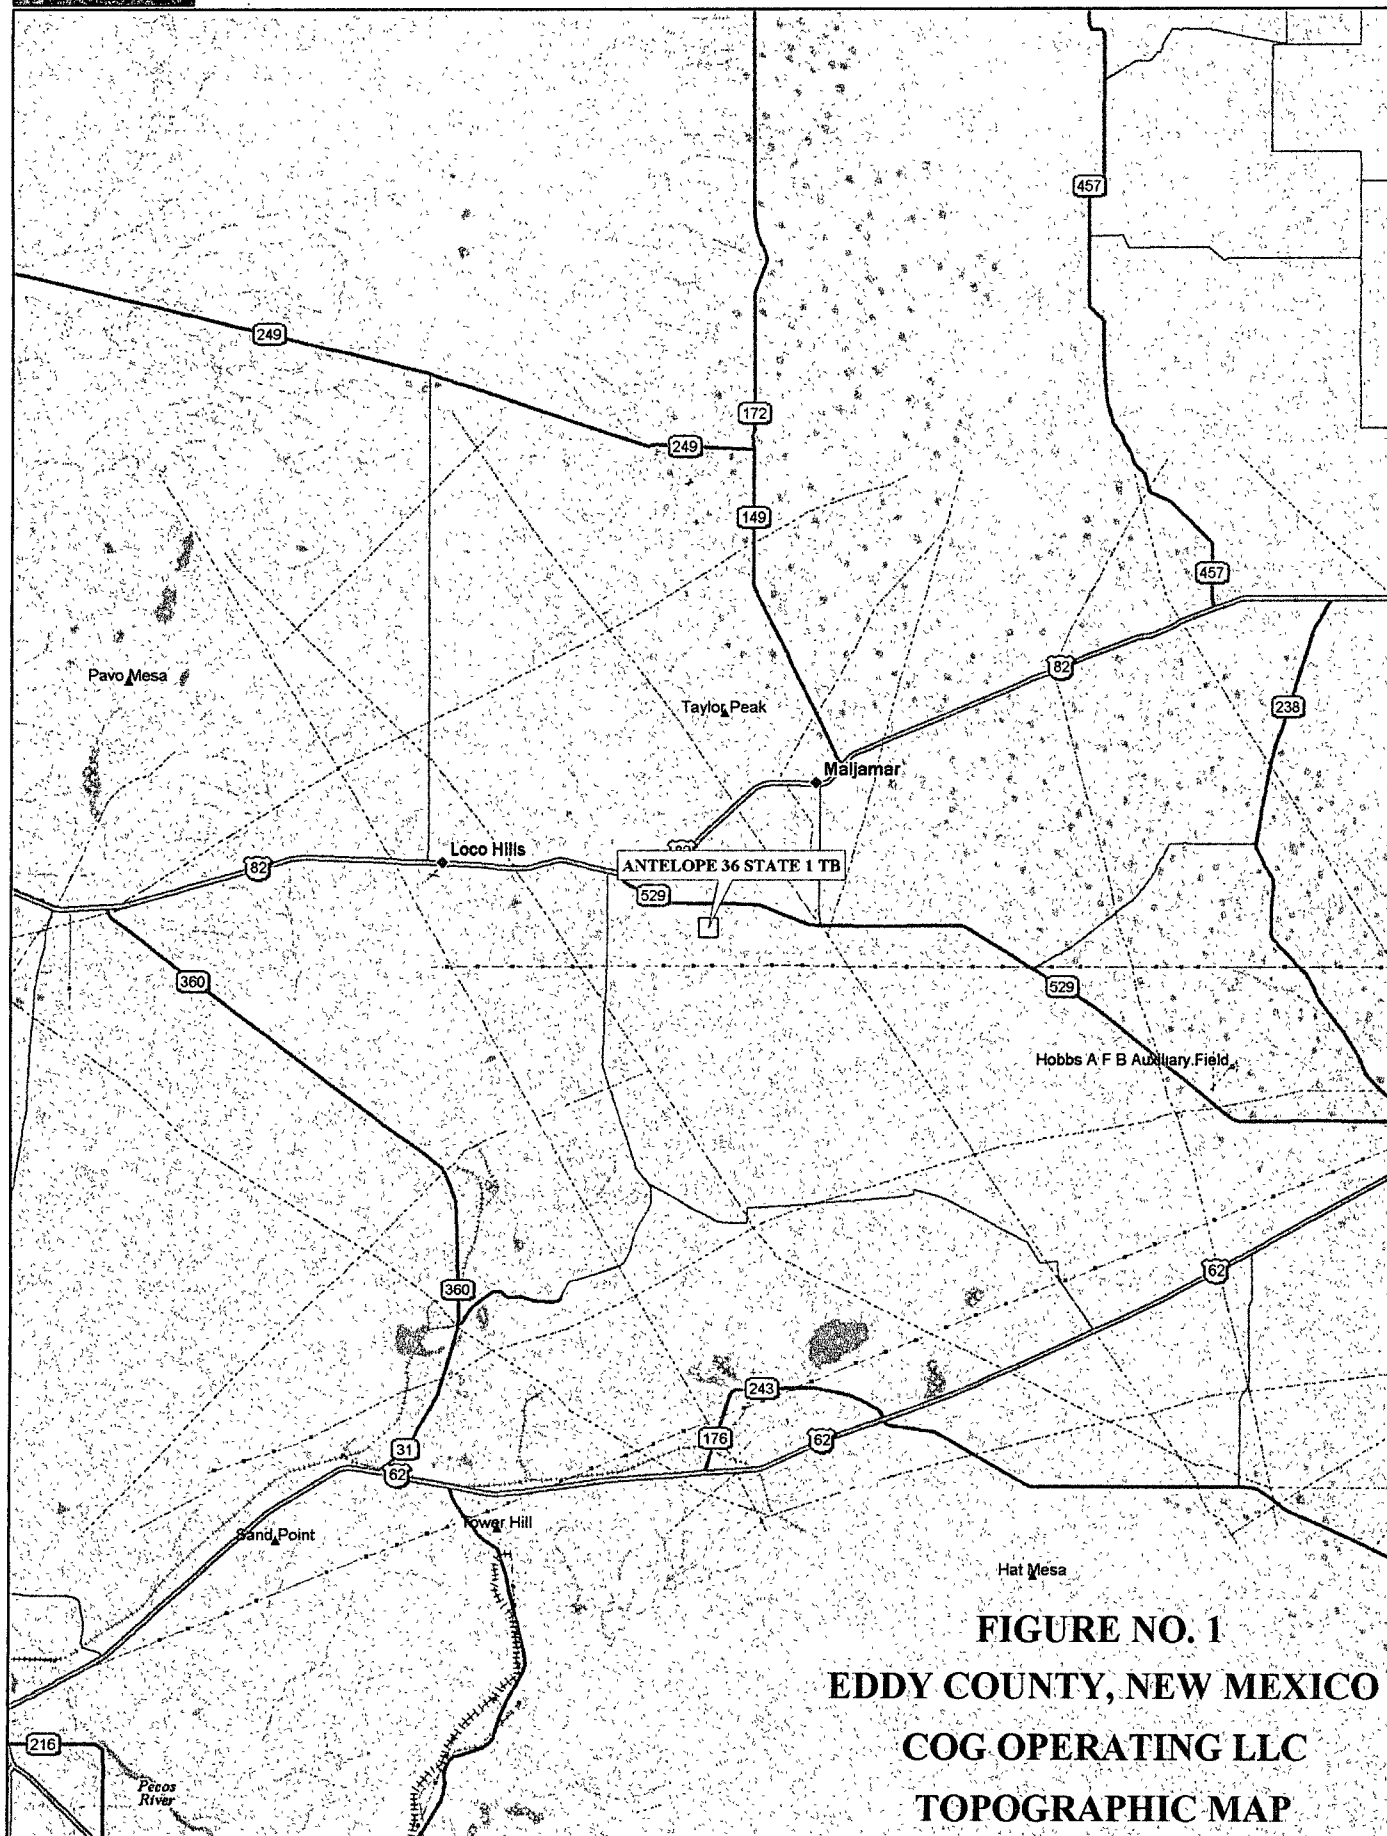 457
249
172
249
149
457
82
Pavo Mesa
Taylor Peak
238
Maljamar
Loco Hills
82
ANTELOPE 36 STATE 1 TB
529
360
529
Hobbs A F B Auxiliary Field
62
360
243
176
62
31
62
Sand Point
Tower Hill
Hat Mesa
FIGURE NO. 1
EDDY COUNTY, NEW MEXICO
216
COG OPERATING LLC
Pecos
River
TOPOGRAPHIC MAP